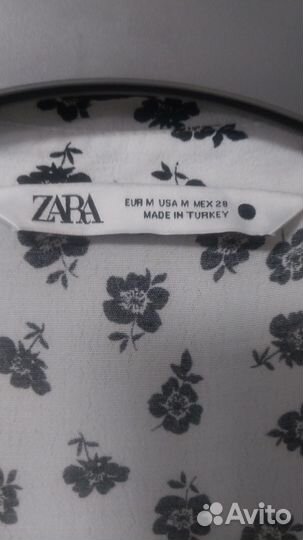 ZARA
EUR M USA M MEX 28
MADE IN TURKEY
Avito